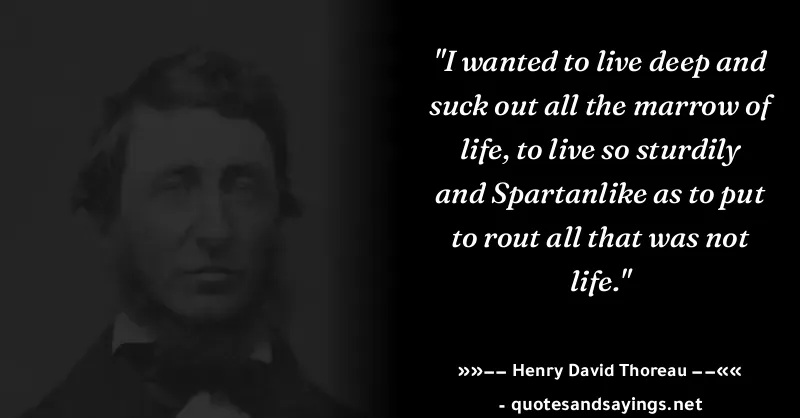 "I wanted to live deep and
suck out all the marrow of
life, to live so sturdily
and Spartanlike as to put
to rout all that was not
life."
»»–– Henry David Thoreau ––««
- quotesandsayings.net